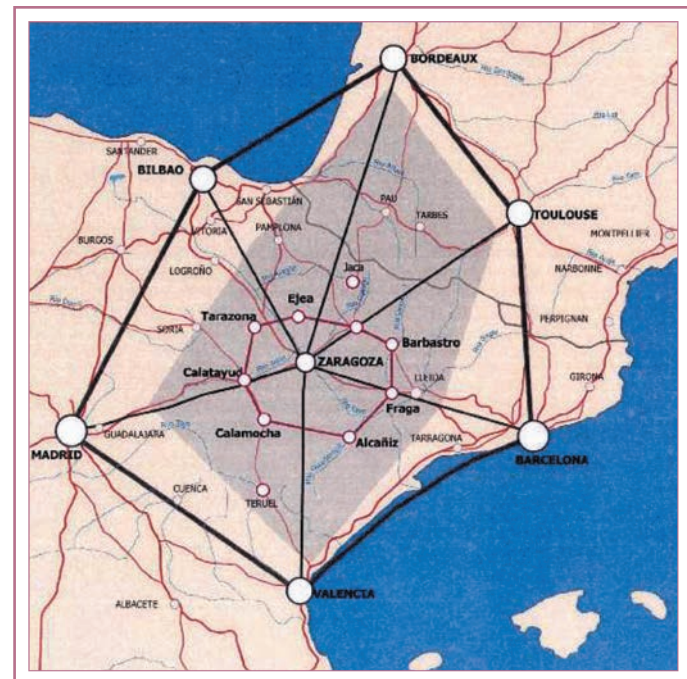 BORDEAUX
SANTANDER
BILBAO
SAN SEBASTIÁN
PAU
TARBES
TOULOUSE
VITORIA
PAMPLONA
MONTPELLIER
BURGOS
LOGROÑO
NARBONNE
Jaca
Ejea
Tarazona
SORIA
PERPIGNAN
Barbastro
ZARAGOZA
Calatayud
LLEIDA
GIRONA
Fraga
GUADALAJARA
Calamocha
MADRID
Alcañiz
TARRAGONA
BARCELONA
CUENCA
TERUEL
VALENCIA
ALBACETE